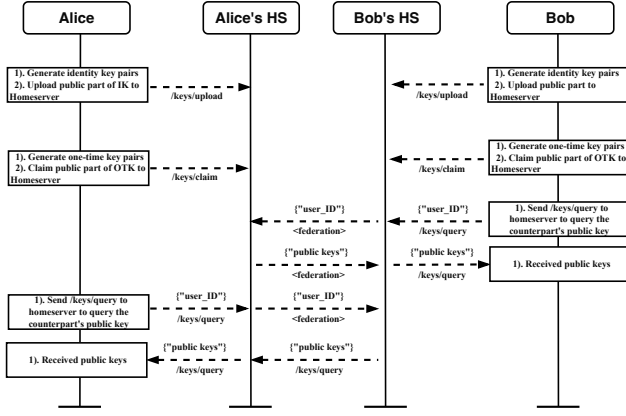 Alice
Alice's HS
Bob's HS
Bob
1). Generate identity key pairs
2). Upload public part of IK to
Homeserver
/keys/upload
/keys/upload
1). Generate identity key pairs
2). Upload public part to
Homeserver
1). Generate one-time key pairs
2). Claim public part of OTK to
Homeserver
/keys/claim
/keys/claim
1). Generate one-time key pairs
2). Claim public part of OTK to
Homeserver
{"user_ID"}
<federation>
{"user_ID"}
/keys/query
1). Send /keys/query to
homeserver to query the
counterpart's public key
{"public keys"}
<federation>
{"public keys"}
/keys/query
1). Received public keys
1). Send /keys/query to
homeserver to query the
counterpart's public key
{"user_ID"}
/keys/query
{"user_ID"}
<federation>
1). Received public keys
{"public keys"}
/keys/query
{"public keys"}
/keys/query